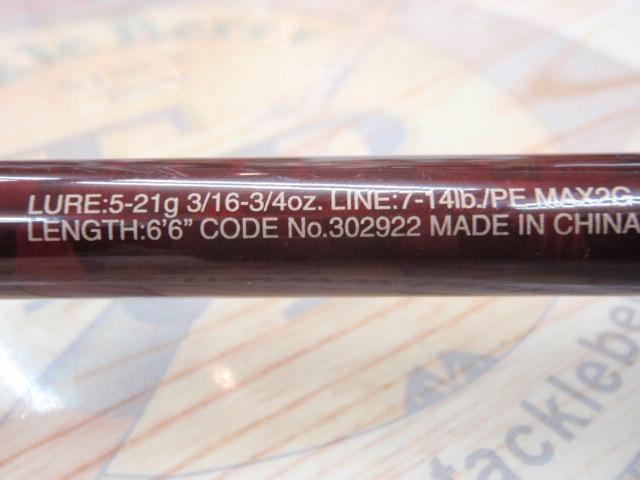 LURE:5-21g 3/16-3/4oz. LINE:7-14lb./PE MAX2G
LENGTH:6'6" CODE No.302922 MADE IN CHINA
tacklebe